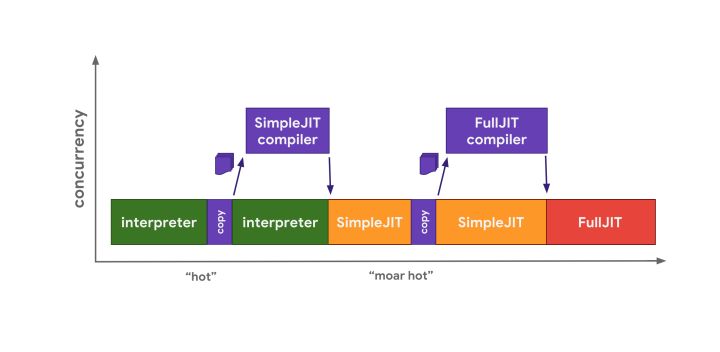 SimpleJIT
compiler
FullJIT
compiler
concurrency
interpreter
copy
interpreter
SimpleJIT
copy
SimpleJIT
FullJIT
“hot”
“moar hot”